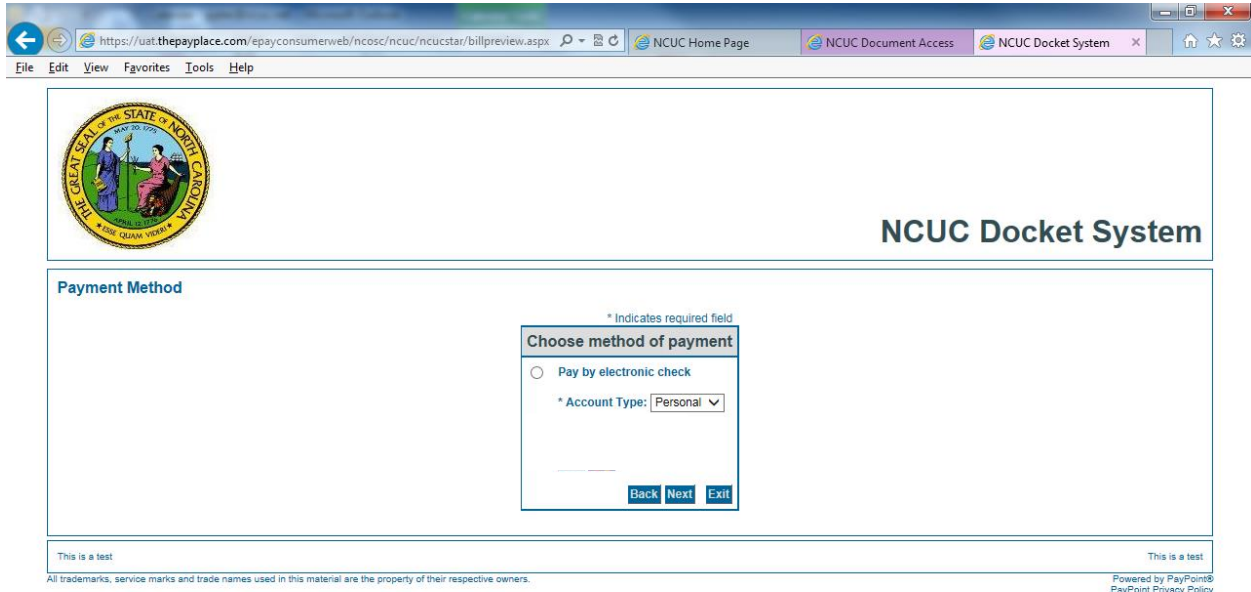 https://uat.thepayplace.com/epayconsumerweb/ncosc/ncuc/ncucstar/billpreview.aspx
NCUC Home Page
NCUC Document Access
NCUC Docket System
File Edit View Favorites Tools Help
THE GREAT SEAL OF THE STATE OF NORTH CAROLINA
MAY 20, 1775
APRIL 12, 1776
ESSE QUAM VIDERI
NCUC Docket System
Payment Method
* Indicates required field
Choose method of payment
Pay by electronic check
* Account Type: Personal
Back Next Exit
This is a test
This is a test
All trademarks, service marks and trade names used in this material are the property of their respective owners.
Powered by PayPoint®
PayPoint Privacy Policy